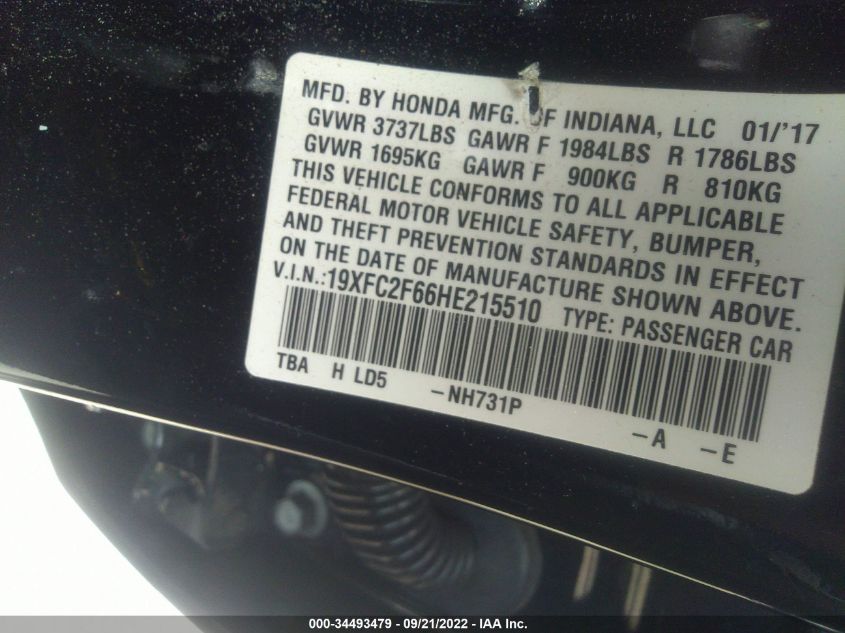 MFD. BY HONDA MFG. OF INDIANA, LLC 01/'17
GVWR 3737LBS GAWR F 1984LBS R 1786LBS
GVWR 1695KG GAWR F 900KG R 810KG
THIS VEHICLE CONFORMS TO ALL APPLICABLE
FEDERAL MOTOR VEHICLE SAFETY, BUMPER,
AND THEFT PREVENTION STANDARDS IN EFFECT
ON THE DATE OF MANUFACTURE SHOWN ABOVE.
V.I.N.:19XFC2F66HE215510 TYPE: PASSENGER CAR
TBA H LD5 -NH731P -A -E
000-34493479 - 09/21/2022 - IAA Inc.